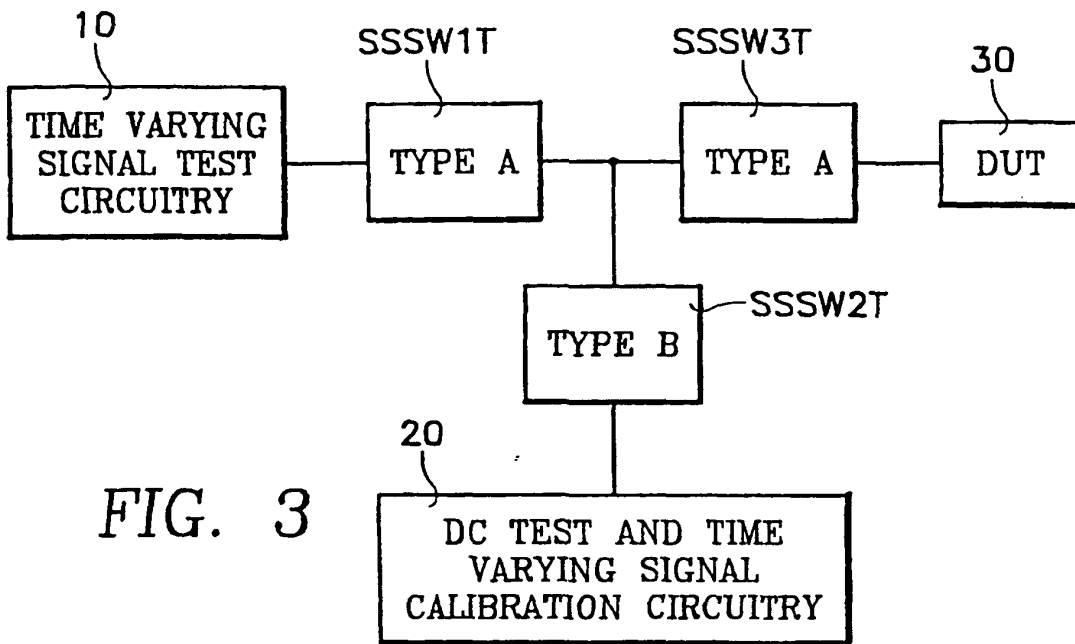 10
SSSW1T
SSSW3T
30
TIME VARYING
SIGNAL TEST
CIRCUITRY
TYPE A
TYPE A
DUT
TYPE B
SSSW2T
20
FIG. 3
DC TEST AND TIME
VARYING SIGNAL
CALIBRATION CIRCUITRY